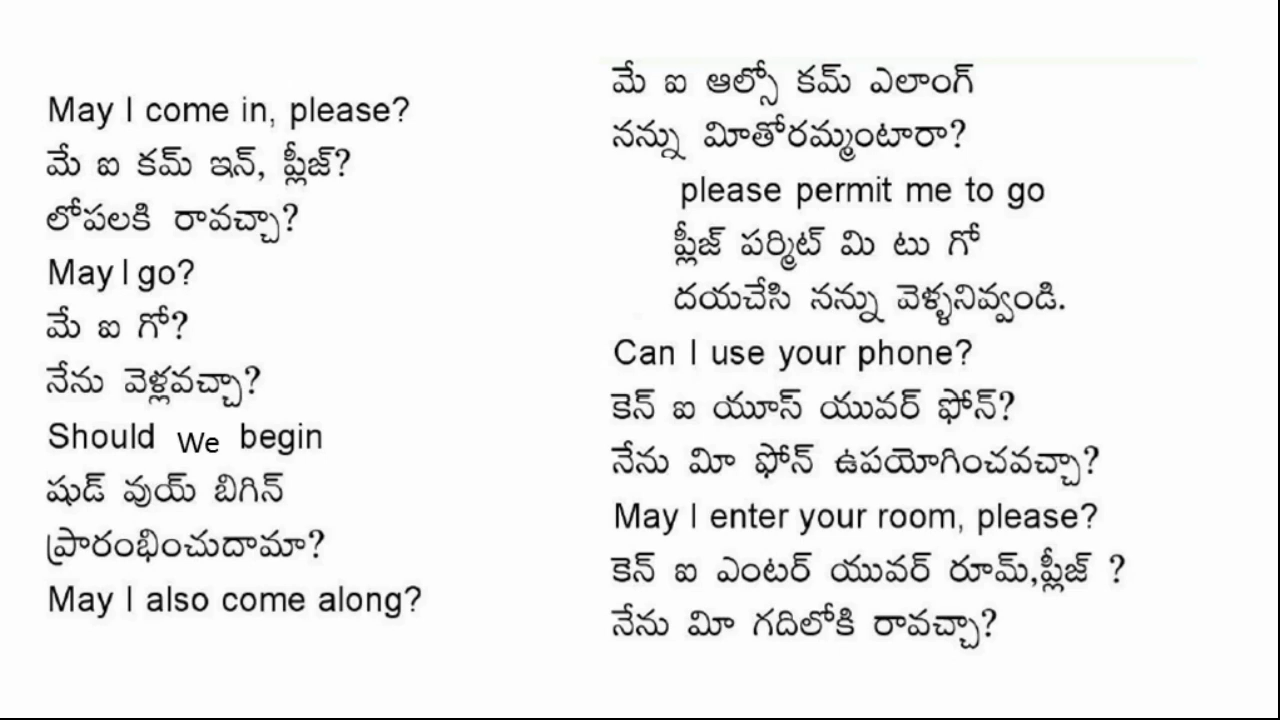 May I come in, please?
మే ఐ కమ్ ఇన్, ప్లీజ్?
లోపలకి రావచ్చా?
May I go?
మే ఐ గో?
నేను వెళ్లవచ్చా?
Should We begin
షుడ్ వుయ్ బిగిన్
ప్రారంభించుదామా?
May I also come along?
మే ఐ ఆల్సో కమ్ ఎలాంగ్
నన్ను మీతోరమ్మంటారా?
please permit me to go
ప్లీజ్ పర్మిట్ మి టు గో
దయచేసి నన్ను వెళ్ళనివ్వండి.
Can I use your phone?
కెన్ ఐ యూస్ యువర్ ఫోన్?
నేను మీ ఫోన్ ఉపయోగించవచ్చా?
May I enter your room, please?
కెన్ ఐ ఎంటర్ యువర్ రూమ్,ప్లీజ్ ?
నేను మీ గదిలోకి రావచ్చా?